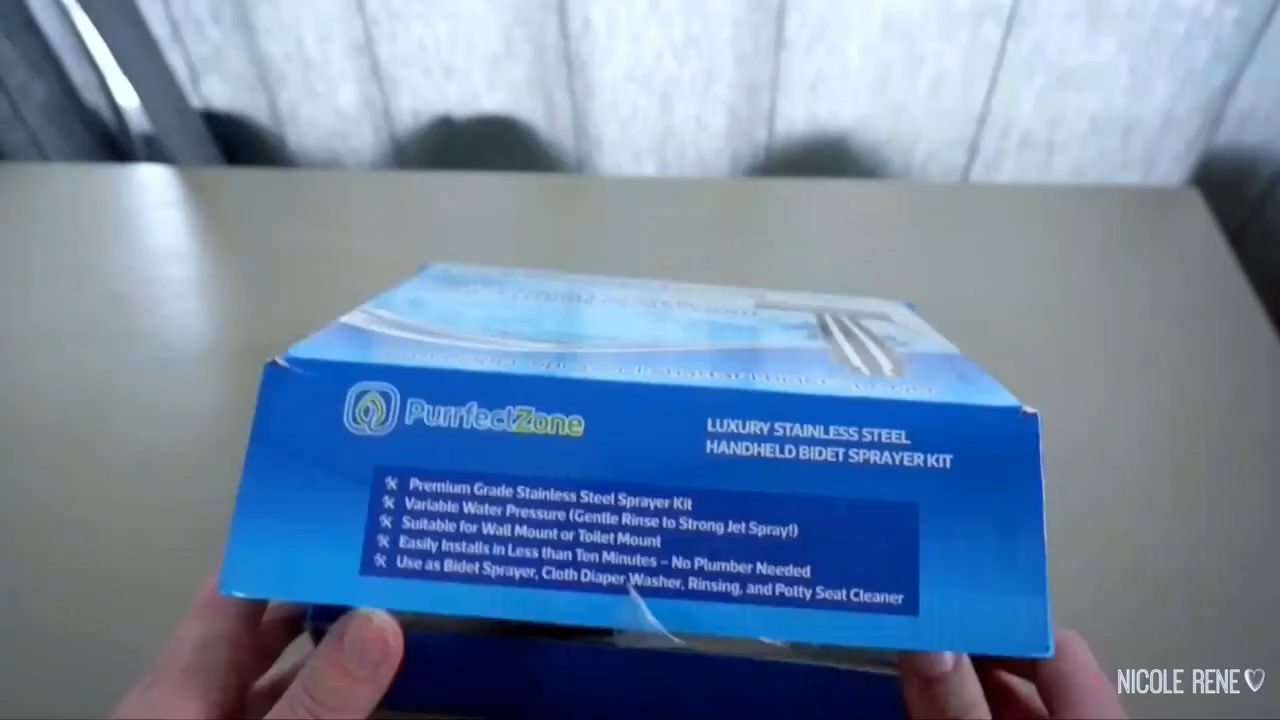 PurrfectZone
LUXURY STAINLESS STEEL
HANDHELD BIDET SPRAYER KIT
Premium Grade Stainless Steel Sprayer Kit
Variable Water Pressure (Gentle Rinse to Strong Jet Spray!)
Suitable for Wall Mount or Toilet Mount
Easily Installs in Less than Ten Minutes – No Plumber Needed
Use as Bidet Sprayer, Cloth Diaper Washer, Rinsing, and Potty Seat Cleaner
NICOLE RENE♡